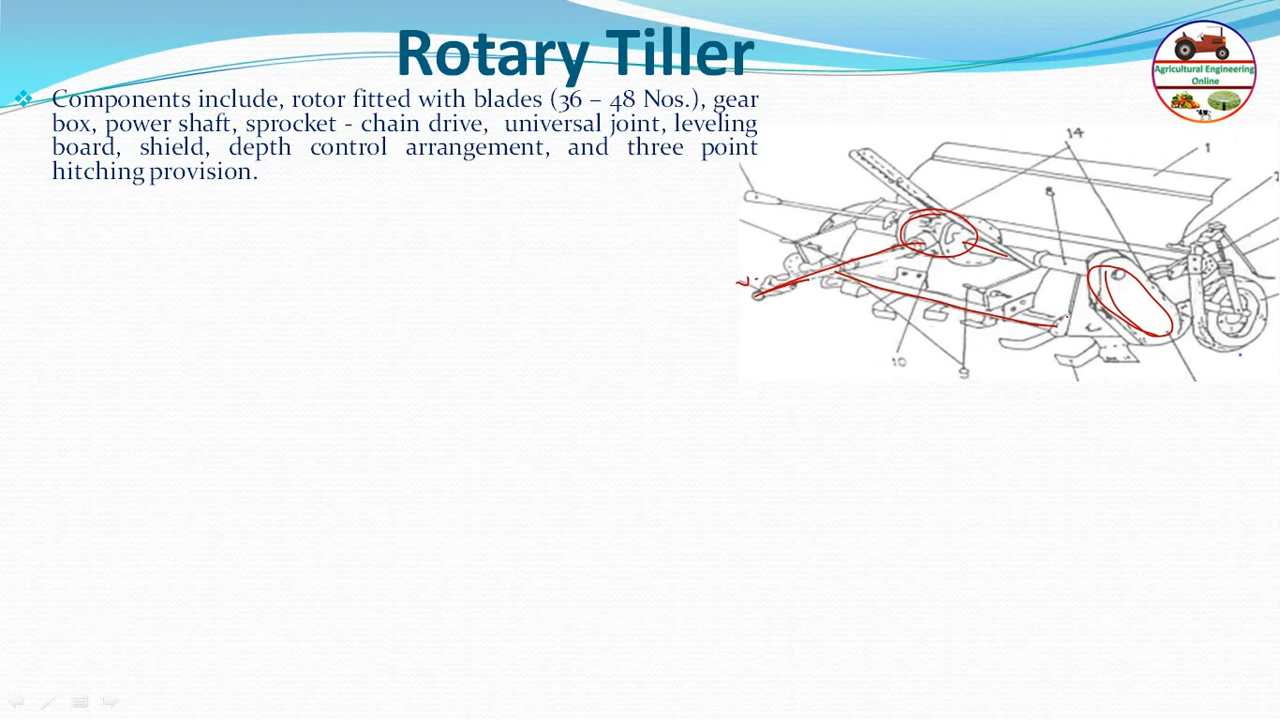 Rotary Tiller
Agricultural Engineering
Online
Components include, rotor fitted with blades (36 – 48 Nos.), gear
box, power shaft, sprocket - chain drive, universal joint, leveling
board, shield, depth control arrangement, and three point
hitching provision.
14
1
10
9